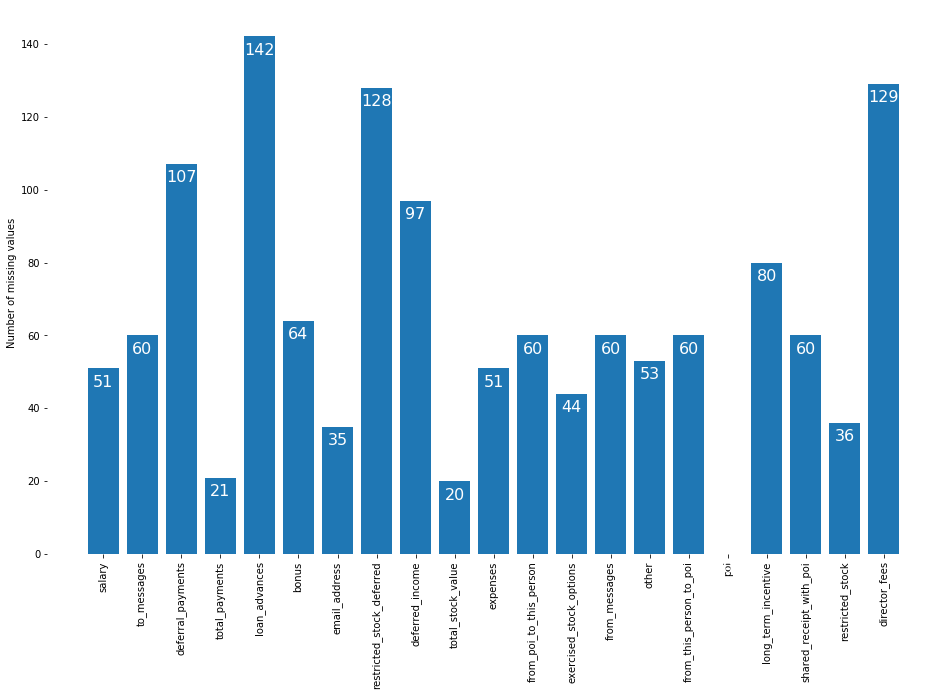 Number of missing values
140
120
100
80
60
40
20
0
51
60
107
21
142
64
35
128
97
20
51
60
44
60
53
60
80
60
36
129
salary
to_messages
deferral_payments
total_payments
loan_advances
bonus
email_address
restricted_stock_deferred
deferred_income
total_stock_value
expenses
from_poi_to_this_person
exercised_stock_options
from_messages
other
from_this_person_to_poi
poi
long_term_incentive
shared_receipt_with_poi
restricted_stock
director_fees